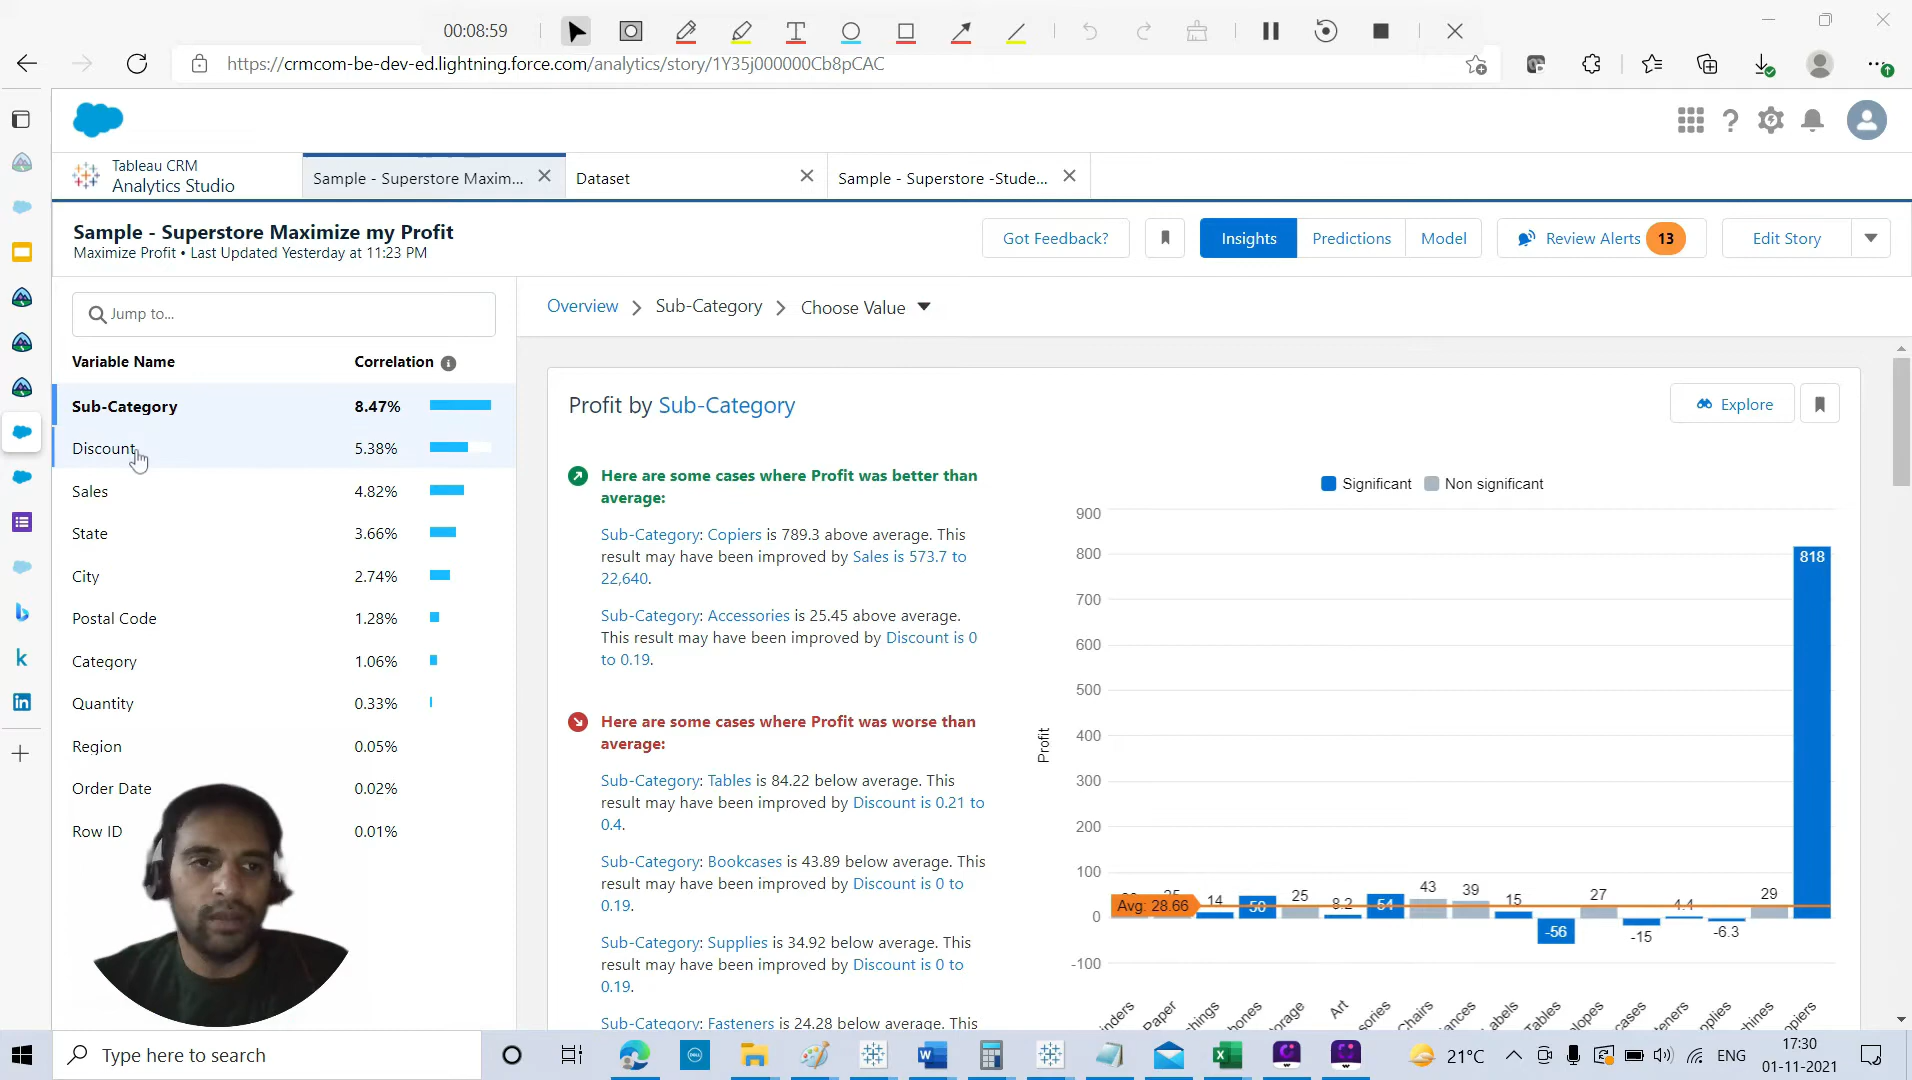 00:08:59
https://crmcom-be-dev-ed.lightning.force.com/analytics/story/1Y35j000000Cb8pCAC
Tableau CRM
Analytics Studio
Sample - Superstore Maxim...
Dataset
Sample - Superstore -Stude...
Sample - Superstore Maximize my Profit
Maximize Profit • Last Updated Yesterday at 11:23 PM
Got Feedback?
Insights
Predictions
Model
Review Alerts 13
Edit Story
Jump to...
Overview > Sub-Category > Choose Value
Variable Name Correlation
Sub-Category 8.47%
Discount 5.38%
Sales 4.82%
State 3.66%
City 2.74%
Postal Code 1.28%
Category 1.06%
Quantity 0.33%
Region 0.05%
Order Date 0.02%
Row ID 0.01%
Profit by Sub-Category
Explore
Here are some cases where Profit was better than
average:
Sub-Category: Copiers is 789.3 above average. This
result may have been improved by Sales is 573.7 to
22,640.
Sub-Category: Accessories is 25.45 above average.
This result may have been improved by Discount is 0
to 0.19.
Here are some cases where Profit was worse than
average:
Sub-Category: Tables is 84.22 below average. This
result may have been improved by Discount is 0.21 to
0.4.
Sub-Category: Bookcases is 43.89 below average. This
result may have been improved by Discount is 0 to
0.19.
Sub-Category: Supplies is 34.92 below average. This
result may have been improved by Discount is 0 to
0.19.
Sub-Category: Fasteners is 24.28 below average. This
Significant
Non significant
Profit
900
800
700
600
500
400
300
200
100
0
-100
Avg: 28.66
14
50
25
8.2
54
43
39
15
-56
27
-15
4.4
-6.3
29
818
Paper
Art
Chairs
Tables
Type here to search
21°C
ENG
17:30
01-11-2021